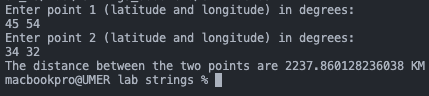 Enter point 1 (latitude and longitude) in degrees:
45 54
Enter point 2 (latitude and longitude) in degrees:
34 32
The distance between the two points are 2237.860128236038 KM
macbookpro@UMER lab strings %